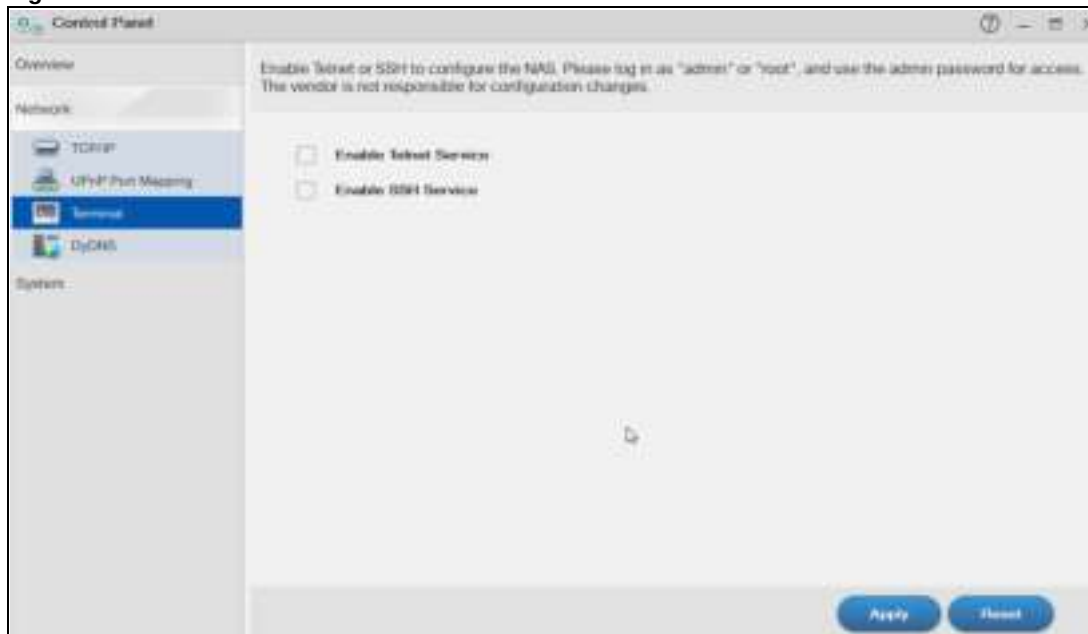 Control Panel
Overview
Network
TCP/IP
UPnP Port Mapping
Terminal
DyDNS
System
Enable Telnet or SSH to configure the NAS. Please log in as "admin" or "root", and use the admin password for access.
The vendor is not responsible for configuration changes.
Enable Telnet Service
Enable SSH Service
Apply
Reset